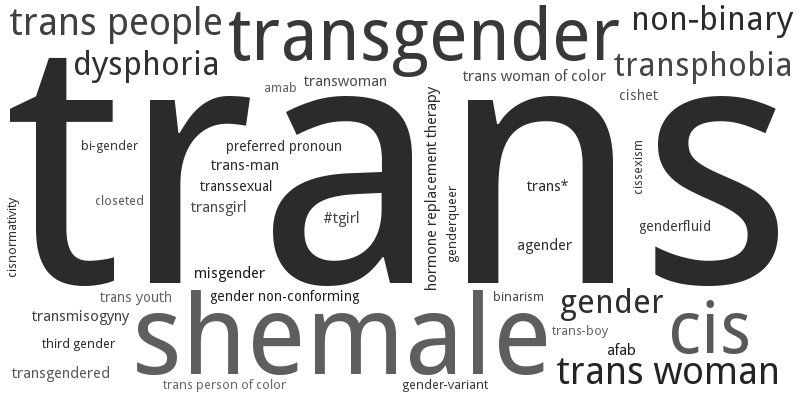 trans people
transgender
non-binary
dysphoria
transphobia
amab
transwoman
trans woman of color
cishet
trans
bi-gender
preferred pronoun
trans-man
transsexual
closeted
transgirl
#tgirl
cisnormativity
hormone replacement therapy
genderqueer
trans*
agender
cissexism
genderfluid
misgender
trans youth
gender non-conforming
binarism
gender
transmisogyny
shemale
cis
trans-boy
third gender
afab
transgendered
trans woman
trans person of color
gender-variant